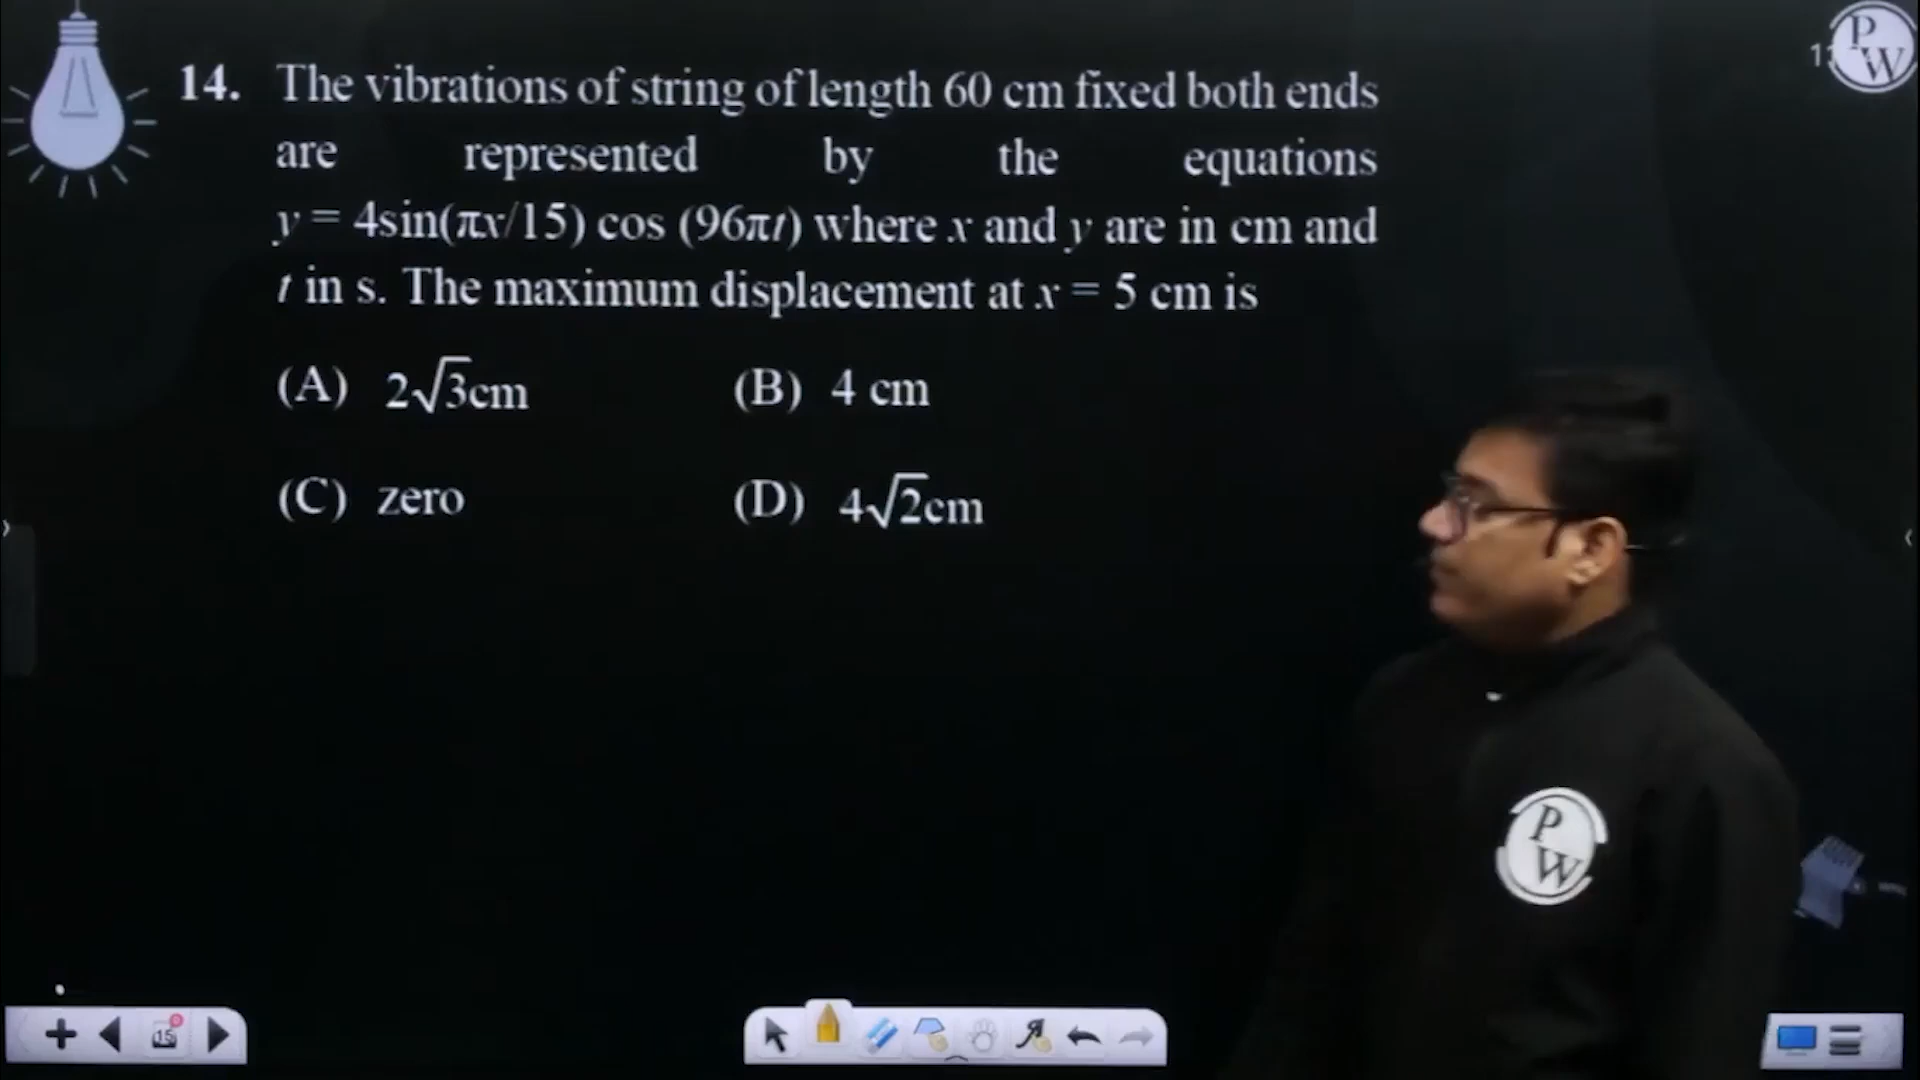 14. The vibrations of string of length 60 cm fixed both ends
are represented by the equations
y = 4sin(πx/15) cos (96πt) where x and y are in cm and
t in s. The maximum displacement at x = 5 cm is
(A) 2√3cm (B) 4 cm
(C) zero (D) 4√2cm
P
W
P
W
15